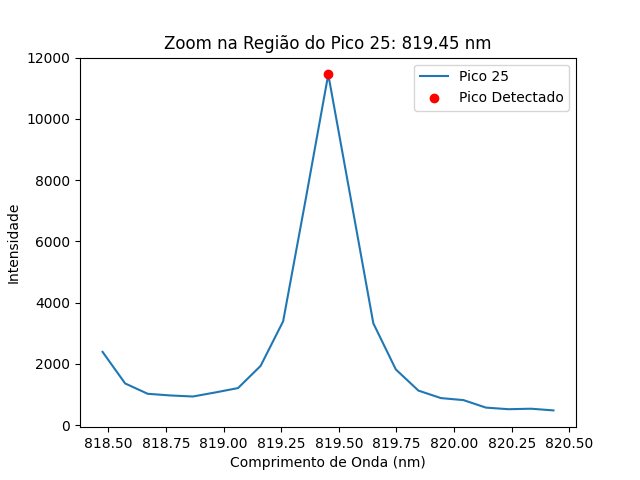 Zoom na Região do Pico 25: 819.45 nm
Pico 25
Pico Detectado
Intensidade
12000
10000
8000
6000
4000
2000
0
818.50 818.75 819.00 819.25 819.50 819.75 820.00 820.25 820.50
Comprimento de Onda (nm)